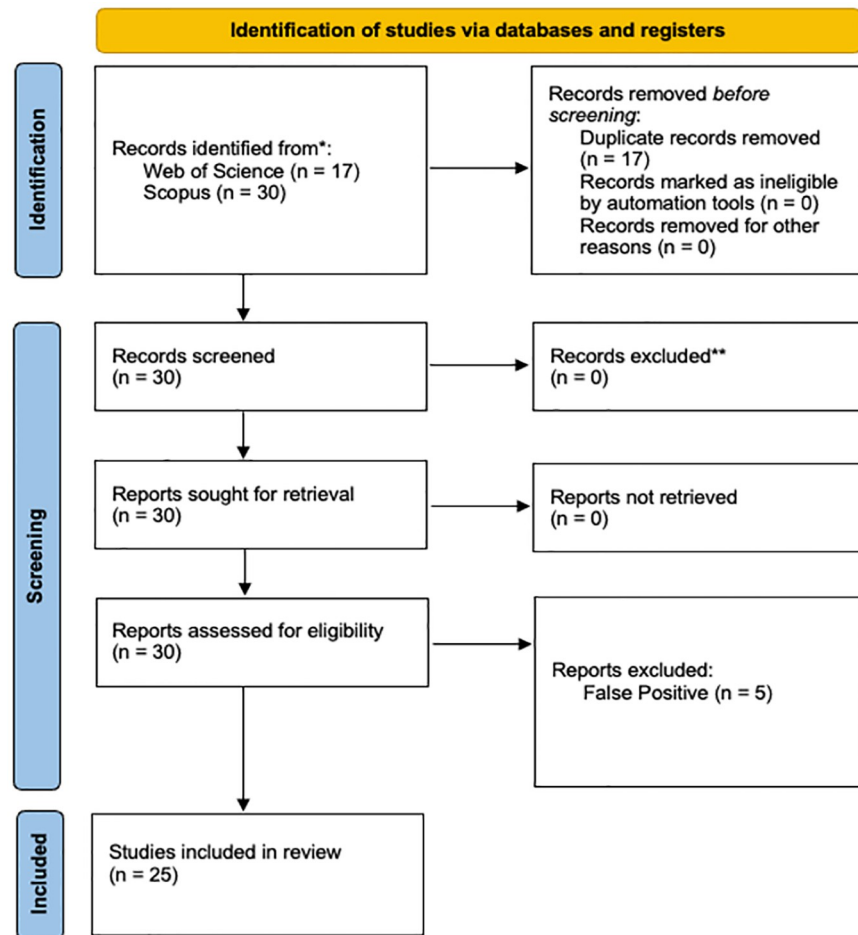 Identification of studies via databases and registers
Identification
Records identified from*:
Web of Science (n = 17)
Scopus (n = 30)
Records removed before
screening:
Duplicate records removed
(n = 17)
Records marked as ineligible
by automation tools (n = 0)
Records removed for other
reasons (n = 0)
Screening
Records screened
(n = 30)
Records excluded**
(n = 0)
Reports sought for retrieval
(n = 30)
Reports not retrieved
(n = 0)
Reports assessed for eligibility
(n = 30)
Reports excluded:
False Positive (n = 5)
Included
Studies included in review
(n = 25)